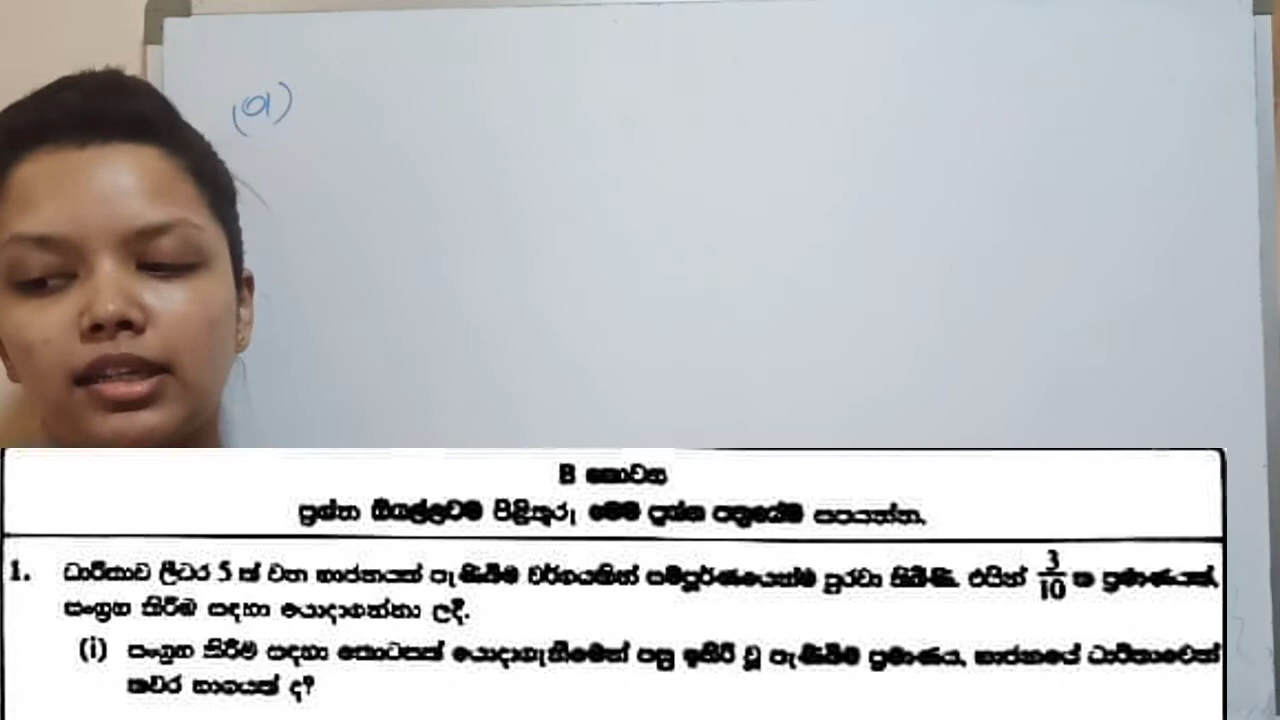 (a)
B කොටස
ප්‍රශ්න සියල්ලටම පිළිතුරු මෙම ප්‍රශ්න පත්‍රයේම සපයන්න.
1. ධාරිතාව ලීටර 5 ක් වන භාජනයක් පැණිබීම වර්ගයකින් සම්පූර්ණයෙන්ම පුරවා තිබිණි. එයින් 3/10 ක ප්‍රමාණයක්,
සංග්‍රහ කිරීම සඳහා යොදාගන්නා ලදී.
(i) සංග්‍රහ කිරීම සඳහා කොටසක් යොදාගැනීමෙන් පසු ඉතිරි වූ පැණිබීම ප්‍රමාණය, භාජනයේ ධාරිතාවෙන්
කවර භාගයක් ද?